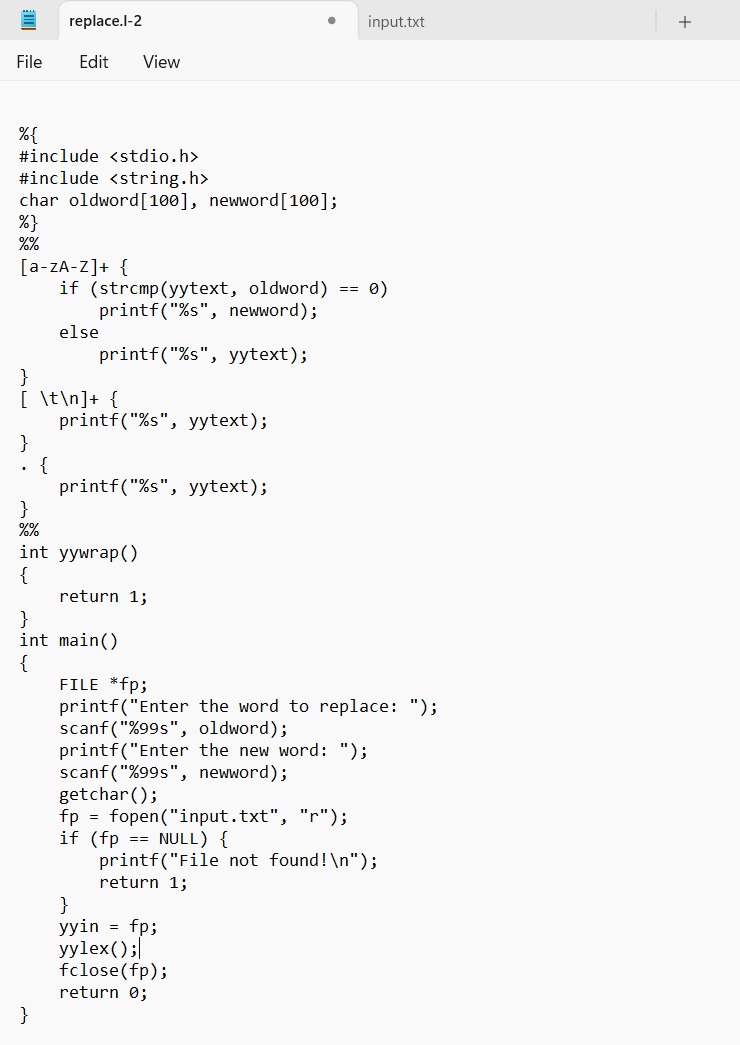 replace.l-2
input.txt
File Edit View
%{
#include <stdio.h>
#include <string.h>
char oldword[100], newword[100];
%}
%%
[a-zA-Z]+ {
    if (strcmp(yytext, oldword) == 0)
        printf("%s", newword);
    else
        printf("%s", yytext);
}
[ \t\n]+ {
    printf("%s", yytext);
}
. {
    printf("%s", yytext);
}
%%
int yywrap()
{
    return 1;
}
int main()
{
    FILE *fp;
    printf("Enter the word to replace: ");
    scanf("%99s", oldword);
    printf("Enter the new word: ");
    scanf("%99s", newword);
    getchar();
    fp = fopen("input.txt", "r");
    if (fp == NULL) {
        printf("File not found!\n");
        return 1;
    }
    yyin = fp;
    yylex();
    fclose(fp);
    return 0;
}